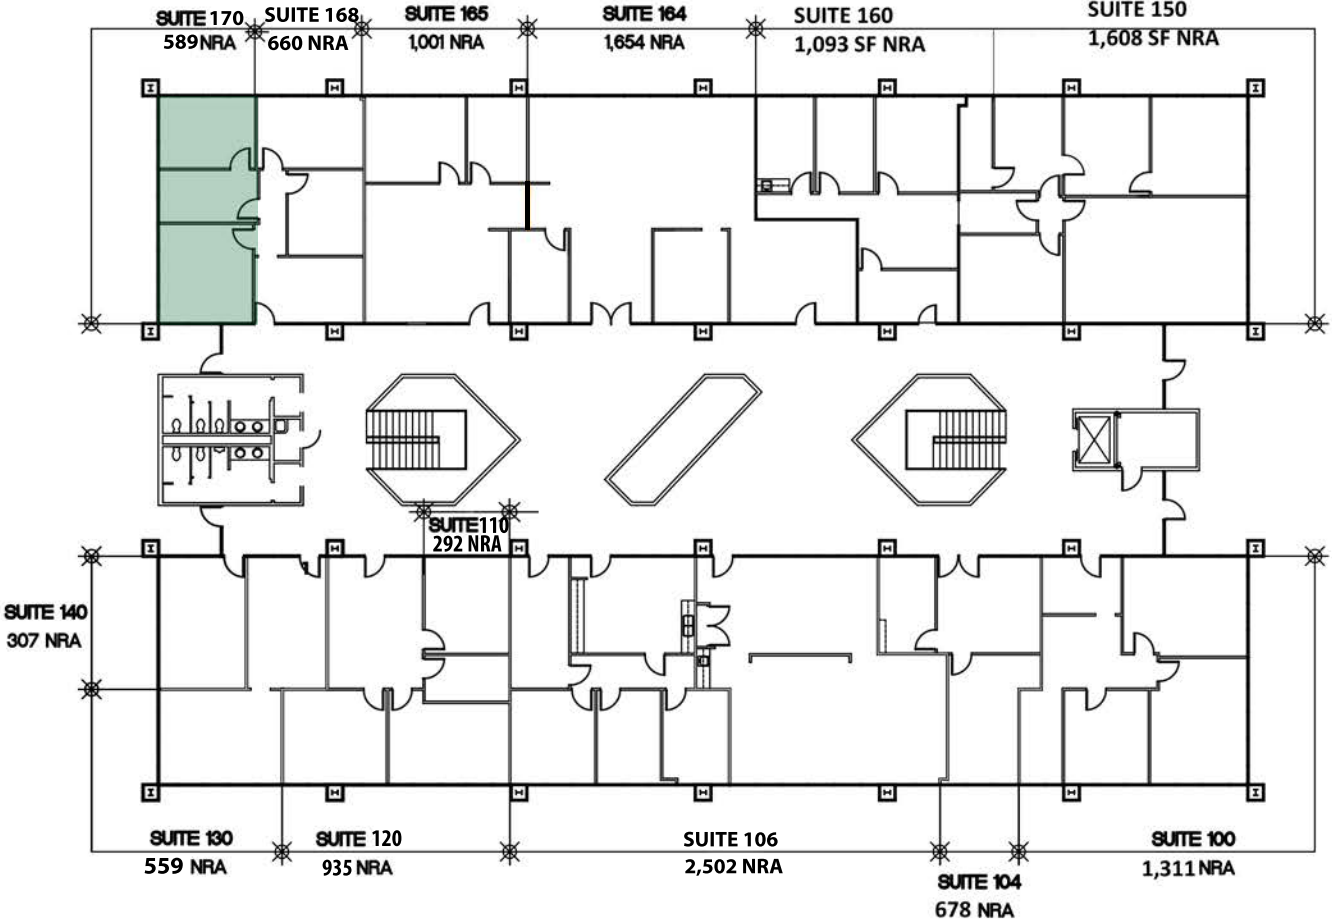 SUITE 170
589 NRA
SUITE 168
660 NRA
SUITE 165
1,001 NRA
SUITE 164
1,654 NRA
SUITE 160
1,093 SF NRA
SUITE 150
1,608 SF NRA
SUITE 110
292 NRA
SUITE 140
307 NRA
SUITE 130
559 NRA
SUITE 120
935 NRA
SUITE 106
2,502 NRA
SUITE 104
678 NRA
SUITE 100
1,311 NRA